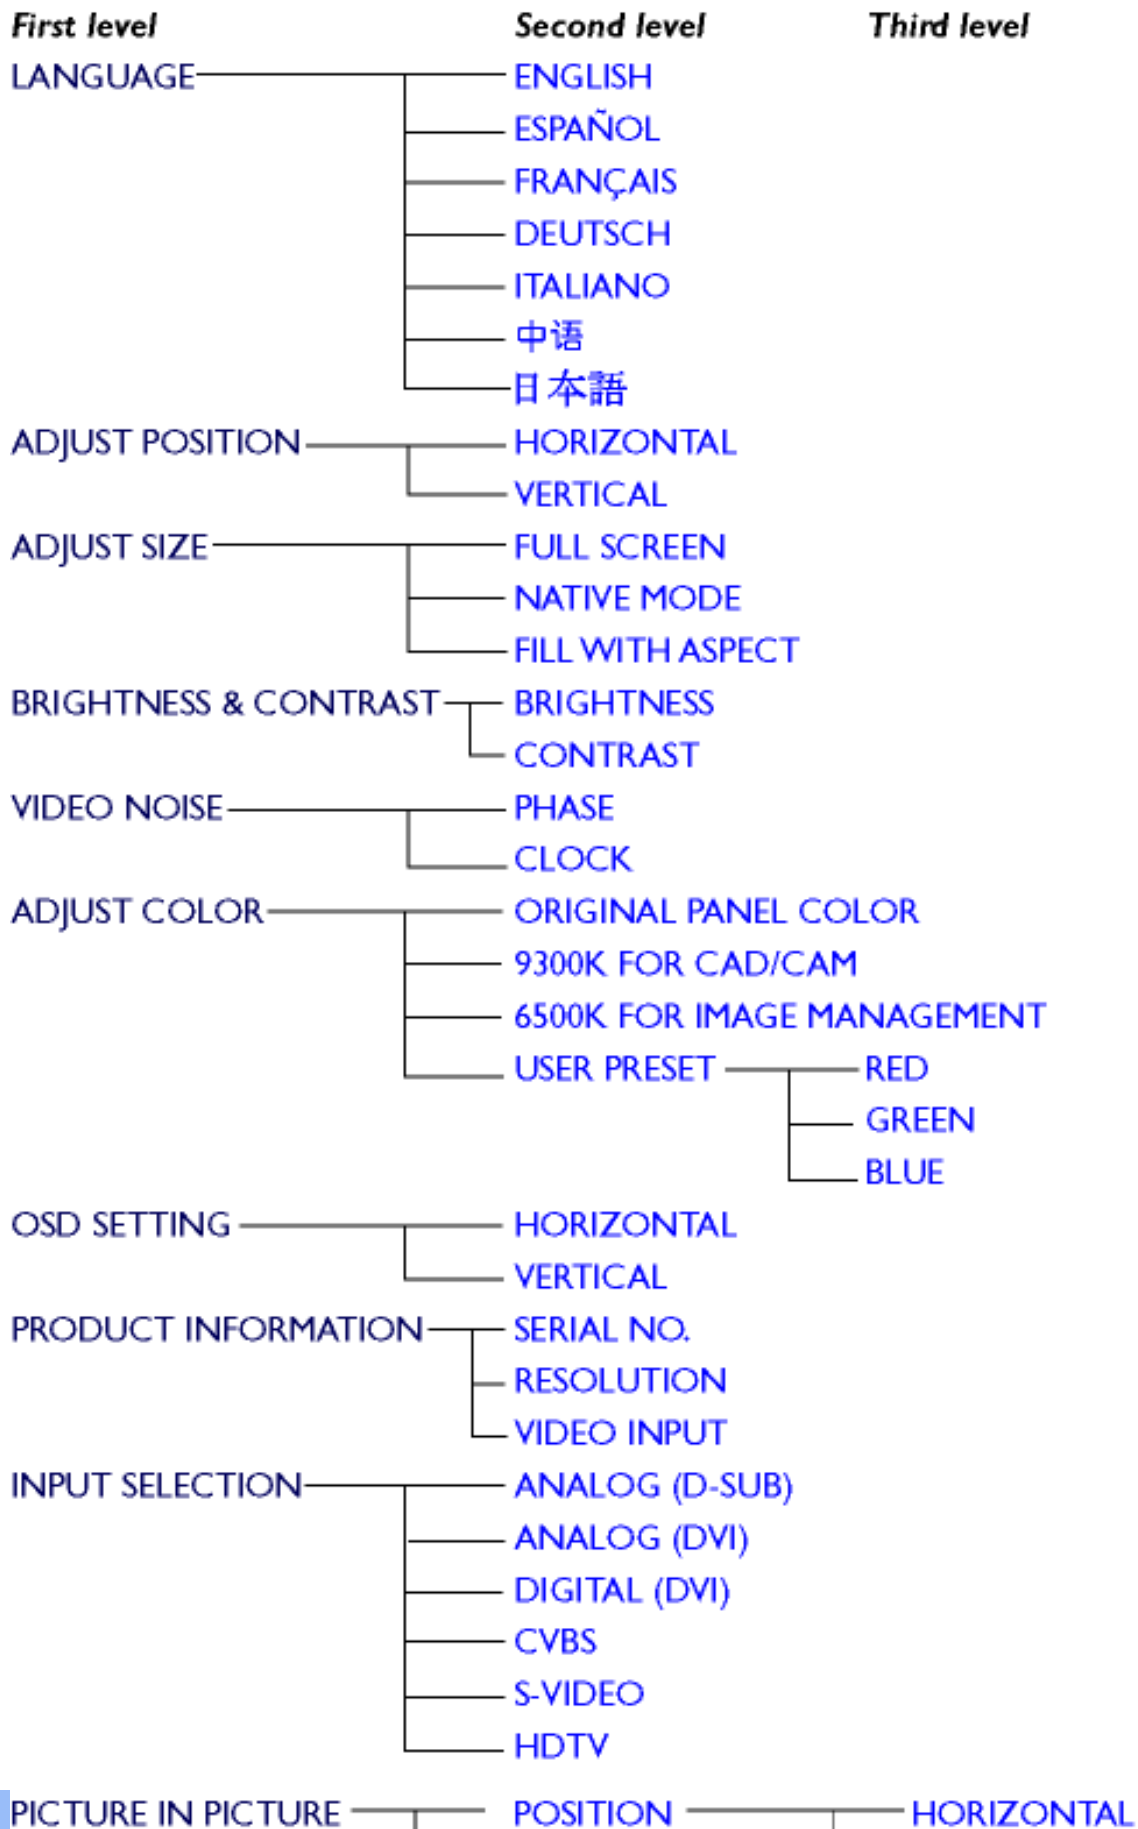 First level Second level Third level
LANGUAGE ENGLISH
ESPAÑOL
FRANÇAIS
DEUTSCH
ITALIANO
中语
日本語
ADJUST POSITION HORIZONTAL
VERTICAL
ADJUST SIZE FULL SCREEN
NATIVE MODE
FILL WITH ASPECT
BRIGHTNESS & CONTRAST BRIGHTNESS
CONTRAST
VIDEO NOISE PHASE
CLOCK
ADJUST COLOR ORIGINAL PANEL COLOR
9300K FOR CAD/CAM
6500K FOR IMAGE MANAGEMENT
USER PRESET RED
GREEN
BLUE
OSD SETTING HORIZONTAL
VERTICAL
PRODUCT INFORMATION SERIAL NO.
RESOLUTION
VIDEO INPUT
INPUT SELECTION ANALOG (D-SUB)
ANALOG (DVI)
DIGITAL (DVI)
CVBS
S-VIDEO
HDTV
PICTURE IN PICTURE POSITION HORIZONTAL